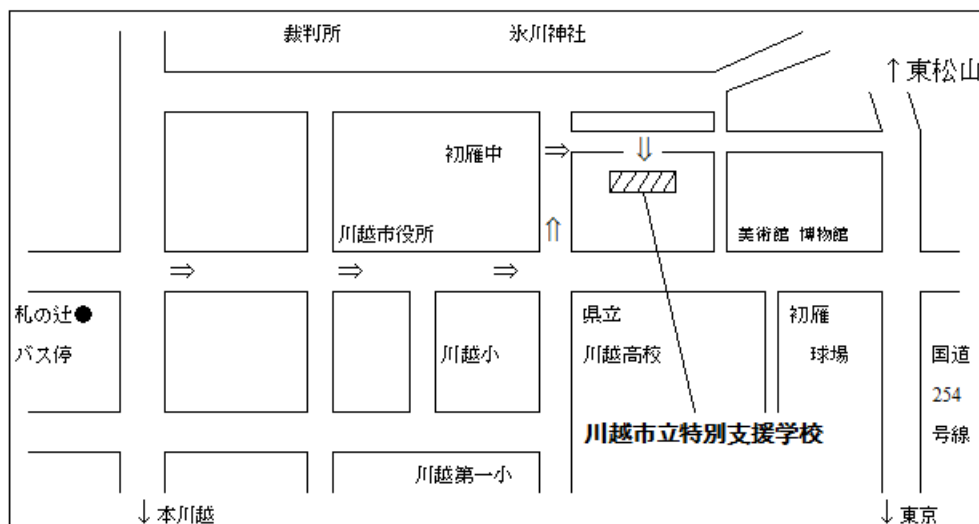 裁判所
氷川神社
↑東松山
初雁中
⇒
⇓
川越市役所
⇑
美術館 博物館
⇒
⇒
⇒
札の辻●
バス停
川越小
県立
川越高校
初雁
球場
国道
254
号線
川越市立特別支援学校
川越第一小
↓本川越
↓東京